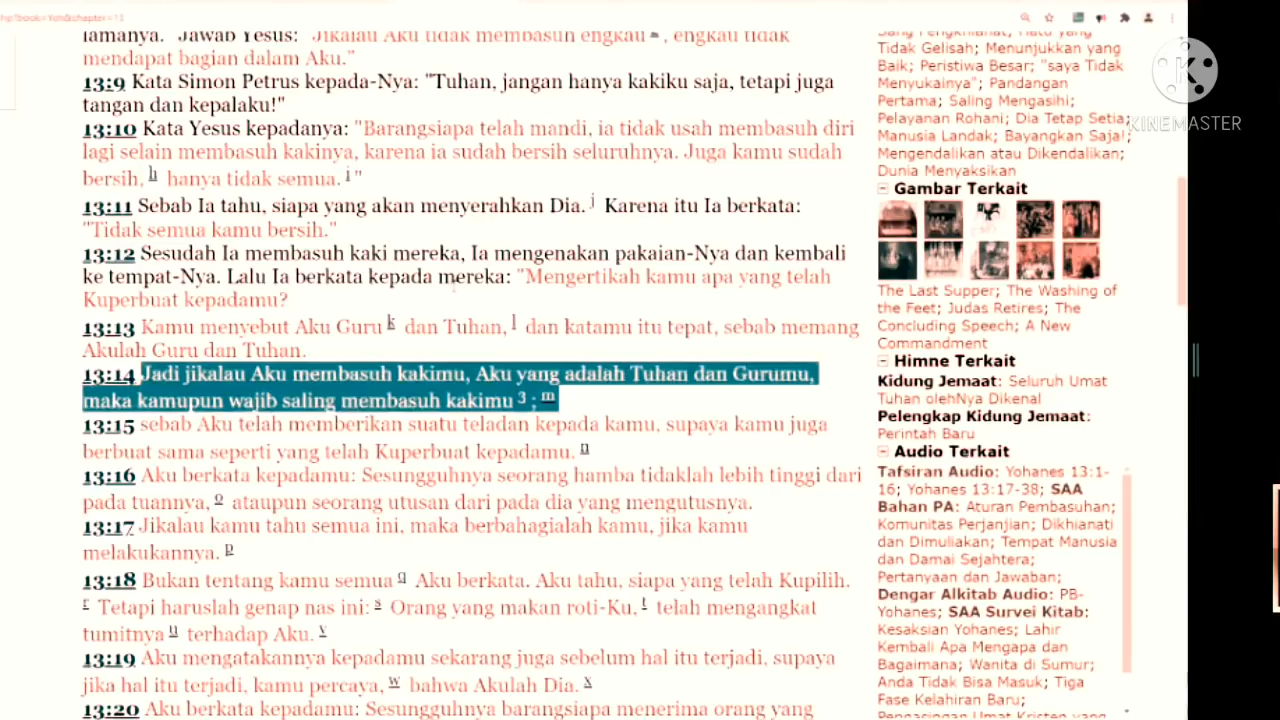 hp?book=Yoh&chapter=13
lamanya. Jawab Yesus: "Jikalau Aku tidak membasuh engkau, engkau tidak
mendapat bagian dalam Aku."
13:9 Kata Simon Petrus kepada-Nya: "Tuhan, jangan hanya kakiku saja, tetapi juga
tangan dan kepalaku!"
13:10 Kata Yesus kepadanya: "Barangsiapa telah mandi, ia tidak usah membasuh diri
lagi selain membasuh kakinya, karena ia sudah bersih seluruhnya. Juga kamu sudah
bersih, h hanya tidak semua. i "
13:11 Sebab Ia tahu, siapa yang akan menyerahkan Dia. j Karena itu Ia berkata:
"Tidak semua kamu bersih."
13:12 Sesudah Ia membasuh kaki mereka, Ia mengenakan pakaian-Nya dan kembali
ke tempat-Nya. Lalu Ia berkata kepada mereka: "Mengertikah kamu apa yang telah
Kuperbuat kepadamu?
13:13 Kamu menyebut Aku Guru k dan Tuhan, l dan katamu itu tepat, sebab memang
Akulah Guru dan Tuhan.
13:14 Jadi jikalau Aku membasuh kakimu, Aku yang adalah Tuhan dan Gurumu,
maka kamupun wajib saling membasuh kakimu 3 ; m
13:15 sebab Aku telah memberikan suatu teladan kepada kamu, supaya kamu juga
berbuat sama seperti yang telah Kuperbuat kepadamu. n
13:16 Aku berkata kepadamu: Sesungguhnya seorang hamba tidaklah lebih tinggi dari
pada tuannya, o ataupun seorang utusan dari pada dia yang mengutusnya.
13:17 Jikalau kamu tahu semua ini, maka berbahagialah kamu, jika kamu
melakukannya. p
13:18 Bukan tentang kamu semua q Aku berkata. Aku tahu, siapa yang telah Kupilih.
r Tetapi haruslah genap nas ini: s Orang yang makan roti-Ku, t telah mengangkat
tumitnya u terhadap Aku. v
13:19 Aku mengatakannya kepadamu sekarang juga sebelum hal itu terjadi, supaya
jika hal itu terjadi, kamu percaya, w bahwa Akulah Dia. x
13:20 Aku berkata kepadamu: Sesungguhnya barangsiapa menerima orang yang
Sang Pengkhianat; Hati yang
Tidak Gelisah; Menunjukkan yang
Baik; Peristiwa Besar; "saya Tidak
Menyukainya"; Pandangan
Pertama; Saling Mengasihi;
Pelayanan Rohani; Dia Tetap Setia;
Manusia Landak; Bayangkan Saja!;
Mengendalikan atau Dikendalikan;
Dunia Menyaksikan
Gambar Terkait
The Last Supper; The Washing of
the Feet; Judas Retires; The
Concluding Speech; A New
Commandment
Himne Terkait
Kidung Jemaat: Seluruh Umat
Tuhan olehNya Dikenal
Pelengkap Kidung Jemaat:
Perintah Baru
Audio Terkait
Tafsiran Audio: Yohanes 13:1-
16; Yohanes 13:17-38; SAA
Bahan PA: Aturan Pembasuhan;
Komunitas Perjanjian; Dikhianati
dan Dimuliakan; Tempat Manusia
dan Damai Sejahtera;
Pertanyaan dan Jawaban;
Dengar Alkitab Audio: PB-
Yohanes; SAA Survei Kitab:
Kesaksian Yohanes; Lahir
Kembali Apa Mengapa dan
Bagaimana; Wanita di Sumur;
Anda Tidak Bisa Masuk; Tiga
Fase Kelahiran Baru;
Pengasingan Umat Kristen yang
K
KINEMASTER